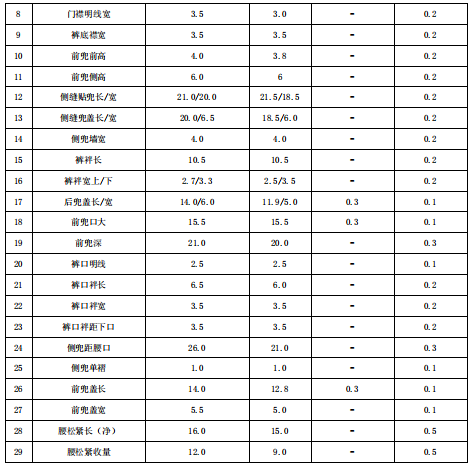 8 门襟明线宽 3.5 3.0 - 0.2
9 裤底襟宽 3.5 3.5 - 0.2
10 前兜前高 4.0 3.8 - 0.2
11 前兜侧高 6.0 6 - 0.2
12 侧缝贴兜长/宽 21.0/20.0 21.5/18.5 - 0.2
13 侧缝兜盖长/宽 20.0/6.5 18.5/6.0 - 0.2
14 侧兜墙宽 4.0 4.0 - 0.2
15 裤袢长 10.5 10.5 - 0.2
16 裤袢宽上/下 2.7/3.3 2.5/3.5 - 0.2
17 后兜盖长/宽 14.0/6.0 11.9/5.0 0.3 0.1
18 前兜口大 15.5 15.5 0.3 0.1
19 前兜深 21.0 20.0 - 0.3
20 裤口明线 2.5 2.5 - 0.1
21 裤口袢长 6.5 6.0 - 0.2
22 裤口袢宽 3.5 3.5 - 0.2
23 裤口袢距下口 3.5 3.5 - 0.2
24 侧兜距腰口 26.0 21.0 - 0.3
25 侧兜单褶 1.0 1.0 - 0.1
26 前兜盖长 14.0 12.8 0.3 0.1
27 前兜盖宽 5.5 5.0 - 0.1
28 腰松紧长（净） 16.0 15.0 - 0.5
29 腰松紧收量 12.0 9.0 - 0.5